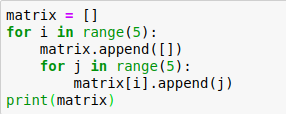 matrix = []
for i in range(5):
    matrix.append([])
    for j in range(5):
        matrix[i].append(j)
print(matrix)